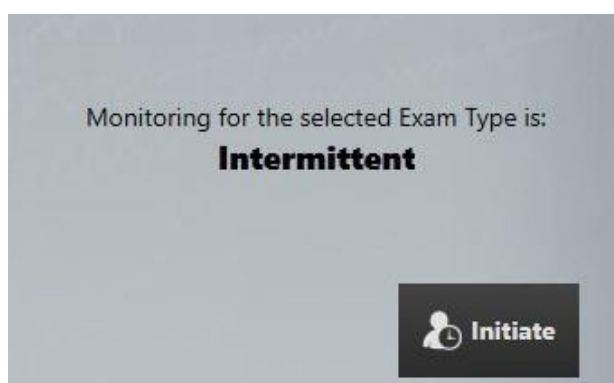 Monitoring for the selected Exam Type is:
Intermittent
Initiate